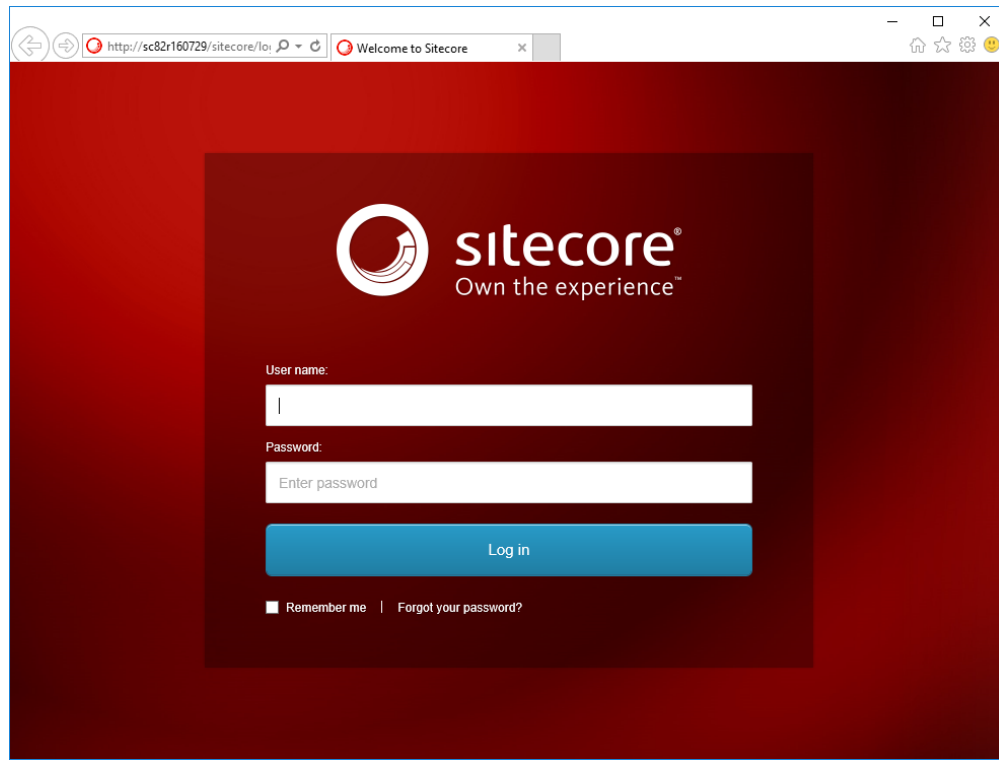 http://sc82r160729/sitecore/lo
Welcome to Sitecore
sitecore®
Own the experience™
User name:
Password:
Enter password
Log in
Remember me | Forgot your password?